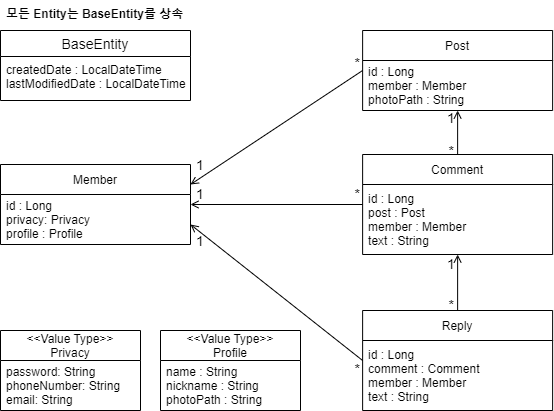 모든 Entity는 BaseEntity를 상속
BaseEntity
createdDate : LocalDateTime
lastModifiedDate : LocalDateTime
Post
id : Long
member : Member
photoPath : String
*
1
1
*
Member
id : Long
privacy: Privacy
profile : Profile
1
*
Comment
id : Long
post : Post
member : Member
text : String
1
1
*
Reply
id : Long
comment : Comment
member : Member
text : String
*
<<Value Type>>
Privacy
password: String
phoneNumber: String
email: String
<<Value Type>>
Profile
name : String
nickname : String
photoPath : String